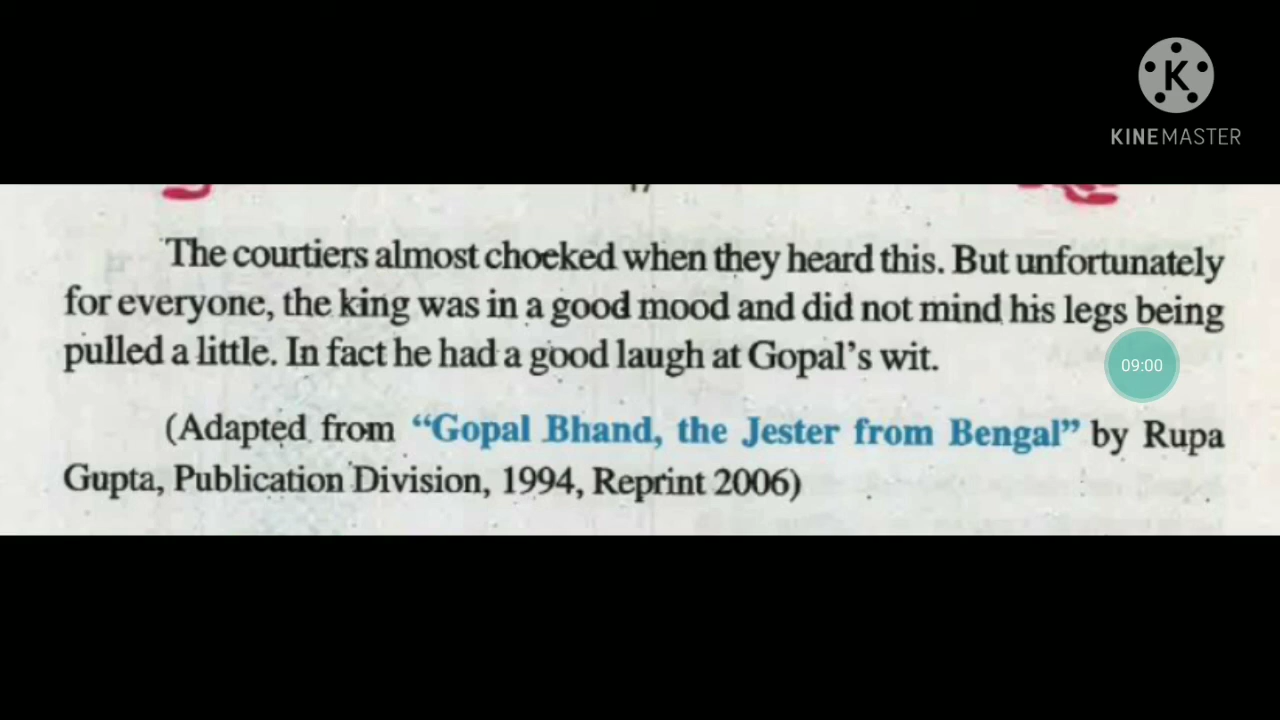 KINEMASTER
The courtiers almost choeked when they heard this. But unfortunately
for everyone, the king was in a good mood and did not mind his legs being
pulled a little. In fact he had a good laugh at Gopal's wit.
09:00
(Adapted from “Gopal Bhand, the Jester from Bengal” by Rupa
Gupta, Publication Division, 1994, Reprint 2006)